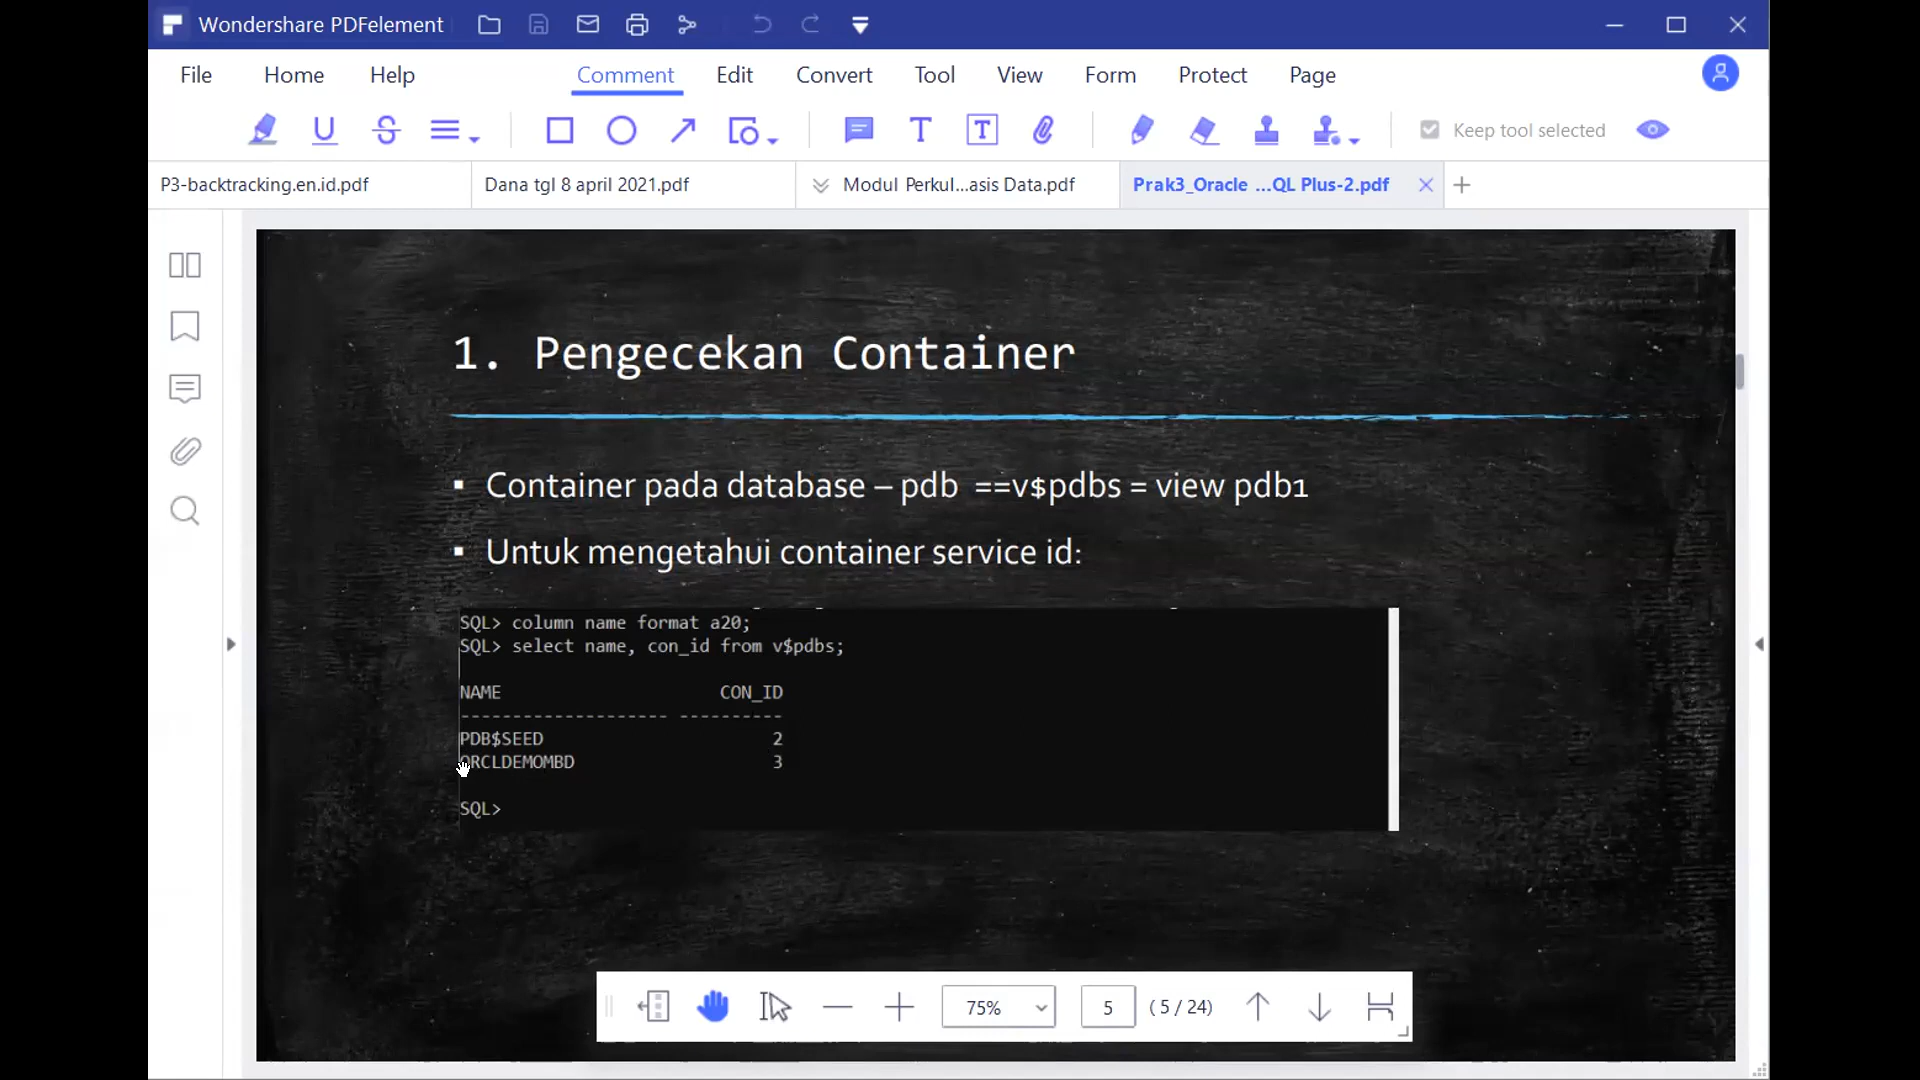 Wondershare PDFelement
File Home Help Comment Edit Convert Tool View Form Protect Page
Keep tool selected
P3-backtracking.en.id.pdf
Dana tgl 8 april 2021.pdf
Modul Perkul...asis Data.pdf
Prak3_Oracle ...QL Plus-2.pdf
1. Pengecekan Container
▪ Container pada database – pdb ==v$pdbs = view pdb1
▪ Untuk mengetahui container service id:
SQL> column name format a20;
SQL> select name, con_id from v$pdbs;
NAME CON_ID
-------------------- ----------
PDB$SEED 2
ORCLDEMOMBD 3
SQL>
75% 5 ( 5 / 24)